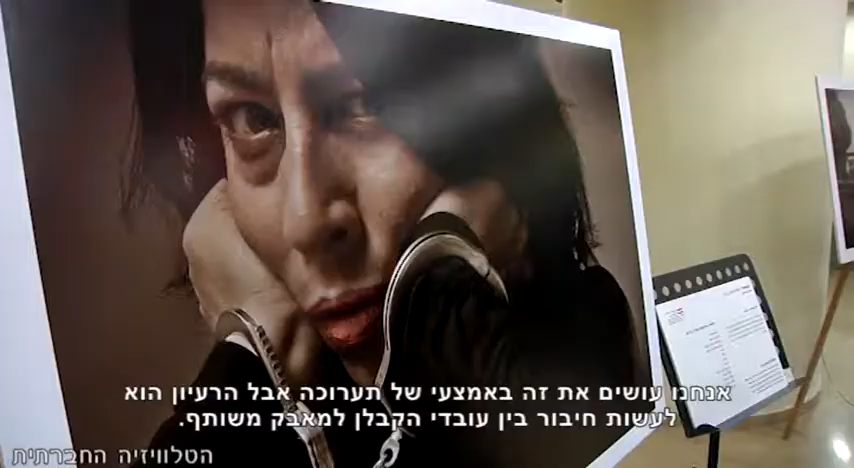 אנחנו עושים את זה באמצעי של תערוכה אבל הרעיון הוא
לעשות חיבור בין עובדי הקבלן למאבק משותף.
הטלוויזיה החברתית